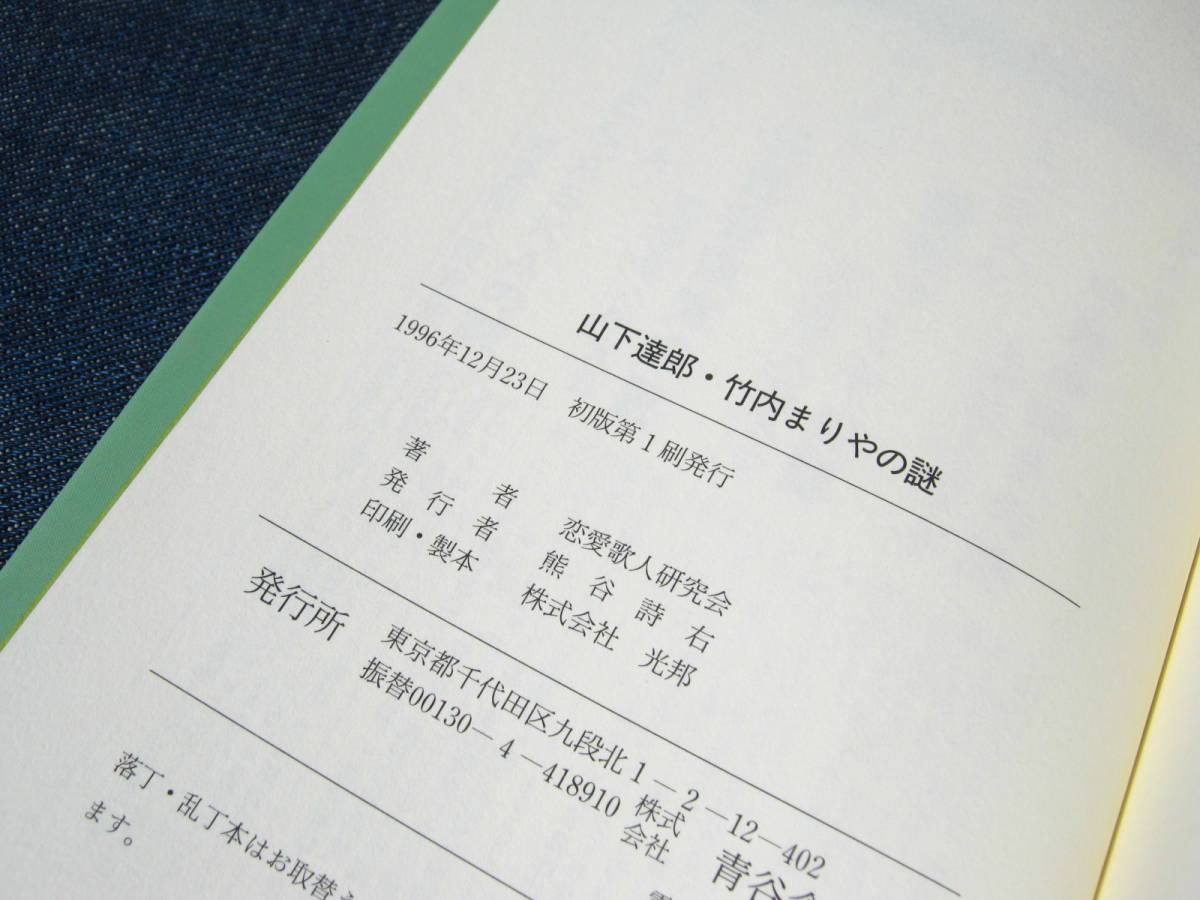 山下達郎・竹内まりやの謎
1996年12月23日 初版第1刷発行
著者 恋愛歌人研究会
発行者 熊谷詩右
印刷・製本 株式会社 光邦
発行所 東京都千代田区九段北1―2―12―402
振替00130―4―418910 株式会社 青谷
落丁・乱丁本はお取替
ます。